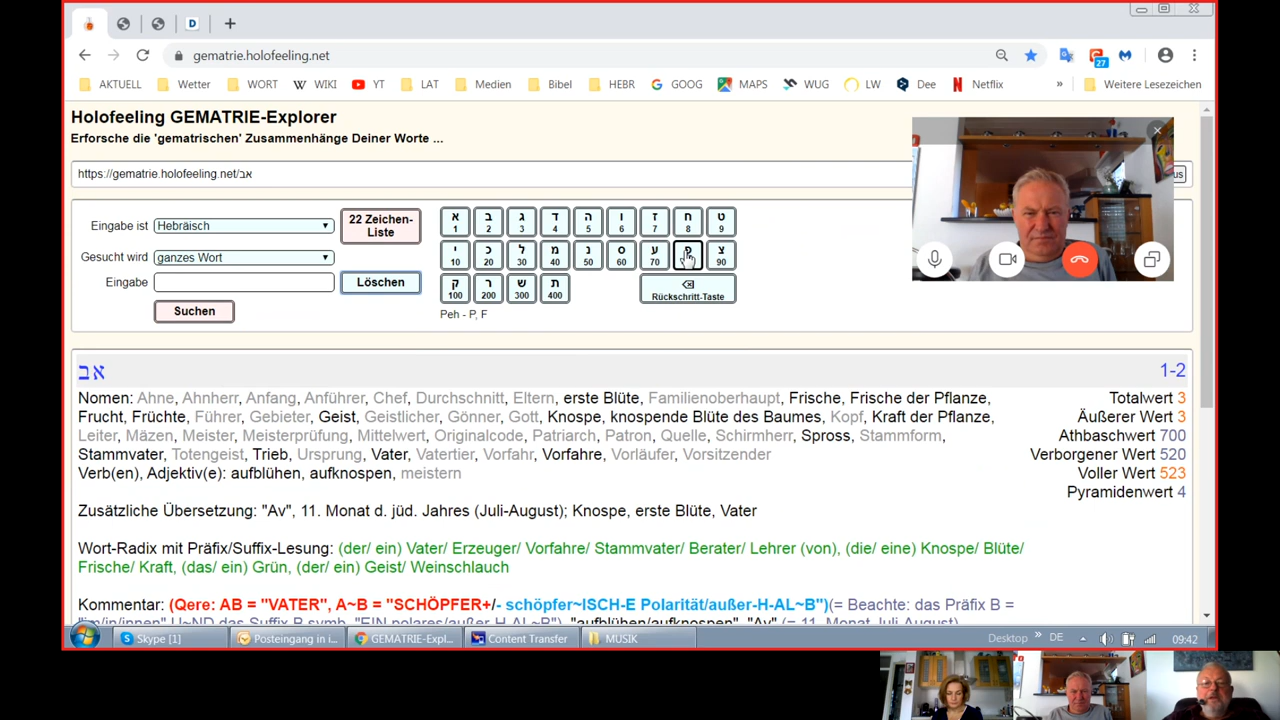 gematrie.holofeeling.net
27
AKTUELL Wetter WORT WIKI YT LAT Medien Bibel HEBR GOOG MAPS WUG LW Dee Netflix » Weitere Lesezeichen
Holofeeling GEMATRIE-Explorer
Erforsche die 'gematrischen' Zusammenhänge Deiner Worte ...
https://gematrie.holofeeling.net/אב
Eingabe ist Hebräisch
22 Zeichen-Liste
Gesucht wird ganzes Wort
Eingabe
Löschen
Suchen
א ב ג ד ה ו ז ח ט
1 2 3 4 5 6 7 8 9
י כ ל מ נ ס ע פ צ
10 20 30 40 50 60 70 90
ק ר ש ת
100 200 300 400 Rückschritt-Taste
Peh - P, F
אב 1-2
Nomen: Ahne, Ahnherr, Anfang, Anführer, Chef, Durchschnitt, Eltern, erste Blüte, Familienoberhaupt, Frische, Frische der Pflanze,
Frucht, Früchte, Führer, Gebieter, Geist, Geistlicher, Gönner, Gott, Knospe, knospende Blüte des Baumes, Kopf, Kraft der Pflanze,
Leiter, Mäzen, Meister, Meisterprüfung, Mittelwert, Originalcode, Patriarch, Patron, Quelle, Schirmherr, Spross, Stammform,
Stammvater, Totengeist, Trieb, Ursprung, Vater, Vatertier, Vorfahr, Vorfahre, Vorläufer, Vorsitzender
Verb(en), Adjektiv(e): aufblühen, aufknospen, meistern
Totalwert 3
Äußerer Wert 3
Athbaschwert 700
Verborgener Wert 520
Voller Wert 523
Pyramidenwert 4
Zusätzliche Übersetzung: "Av", 11. Monat d. jüd. Jahres (Juli-August); Knospe, erste Blüte, Vater
Wort-Radix mit Präfix/Suffix-Lesung: (der/ ein) Vater/ Erzeuger/ Vorfahre/ Stammvater/ Berater/ Lehrer (von), (die/ eine) Knospe/ Blüte/
Frische/ Kraft, (das/ ein) Grün, (der/ ein) Geist/ Weinschlauch
Kommentar: (Qere: AB = "VATER", A~B = "SCHÖPFER+/- schöpfer~ISCH-E Polarität/außer-H-AL~B")(= Beachte: das Präfix B =
Skype [1] Posteingang in i... GEMATRIE-Expl... Content Transfer MUSIK Desktop » DE 09:42